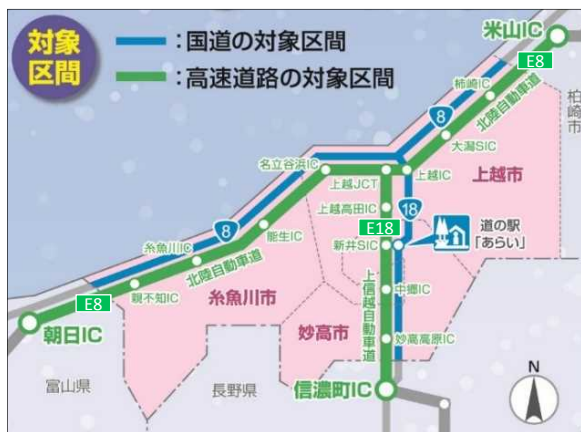 対象
区間
：国道の対象区間
：高速道路の対象区間
米山IC
E8
柿崎IC
北陸自動車道
柏崎市
8
大潟SIC
名立谷浜IC
上越JCT
上越IC
上越市
上越高田IC
18
E18
道の駅
「あらい」
新井SIC
8
能生IC
糸魚川IC
北陸自動車道
親不知IC
E8
朝日IC
糸魚川市
妙高市
上信越自動車道
中郷IC
妙高高原IC
富山県
長野県
信濃町IC
N